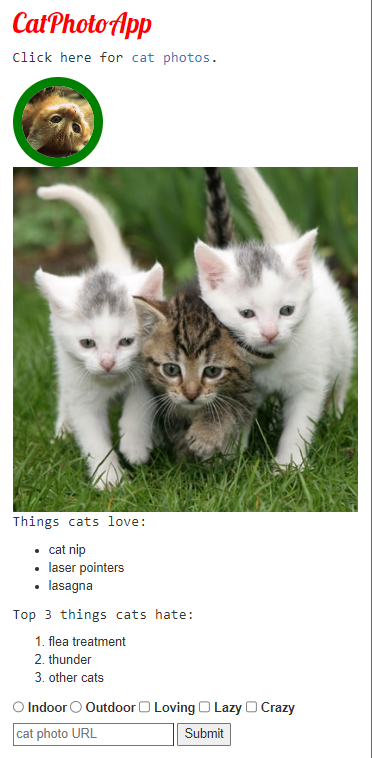 CatPhotoApp
Click here for cat photos.
Things cats love:
cat nip
laser pointers
lasagna
Top 3 things cats hate:
1. flea treatment
2. thunder
3. other cats
Indoor Outdoor Loving Lazy Crazy
cat photo URL Submit